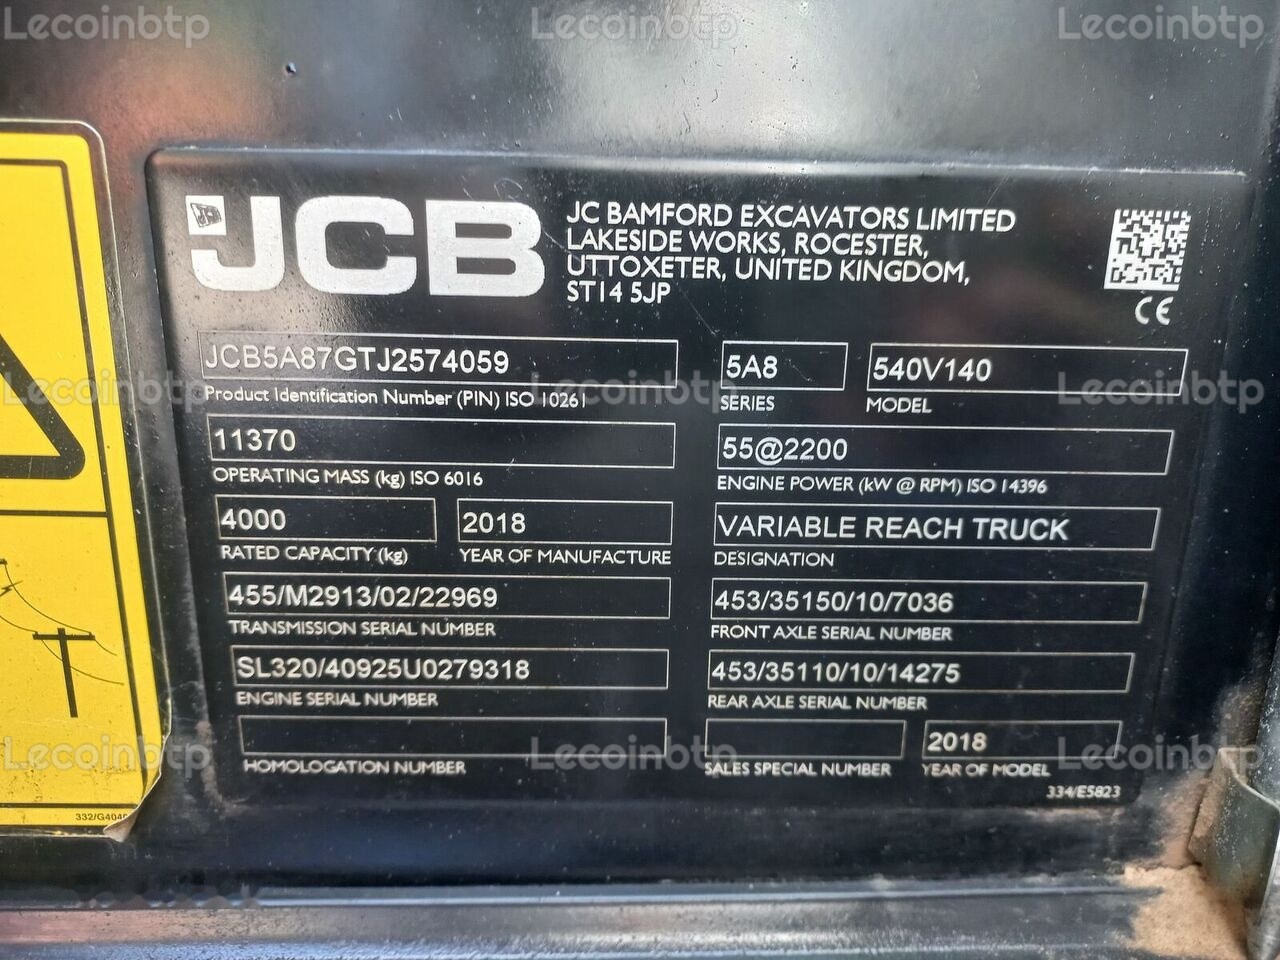 Lecoinbtp Lecoinbtp Lecoinbtp
JCB
JC BAMFORD EXCAVATORS LIMITED
LAKESIDE WORKS, ROCESTER,
UTTOXETER, UNITED KINGDOM,
ST14 5JP
CE
JCB5A87GTJ2574059
Product Identification Number (PIN) ISO 10261
5A8
SERIES
540V140
MODEL
Lecoinbtp Lecoinbtp Lecoinbtp
11370
OPERATING MASS (kg) ISO 6016
55@2200
ENGINE POWER (kW @ RPM) ISO 14396
4000
RATED CAPACITY (kg)
2018
YEAR OF MANUFACTURE
VARIABLE REACH TRUCK
DESIGNATION
455/M2913/02/22969
TRANSMISSION SERIAL NUMBER
453/35150/10/7036
FRONT AXLE SERIAL NUMBER
SL320/40925U0279318
ENGINE SERIAL NUMBER
453/35110/10/14275
REAR AXLE SERIAL NUMBER
HOMOLOGATION NUMBER
SALES SPECIAL NUMBER
2018
YEAR OF MODEL
Lecoinbtp Lecoinbtp Lecoinbtp
334/E5823